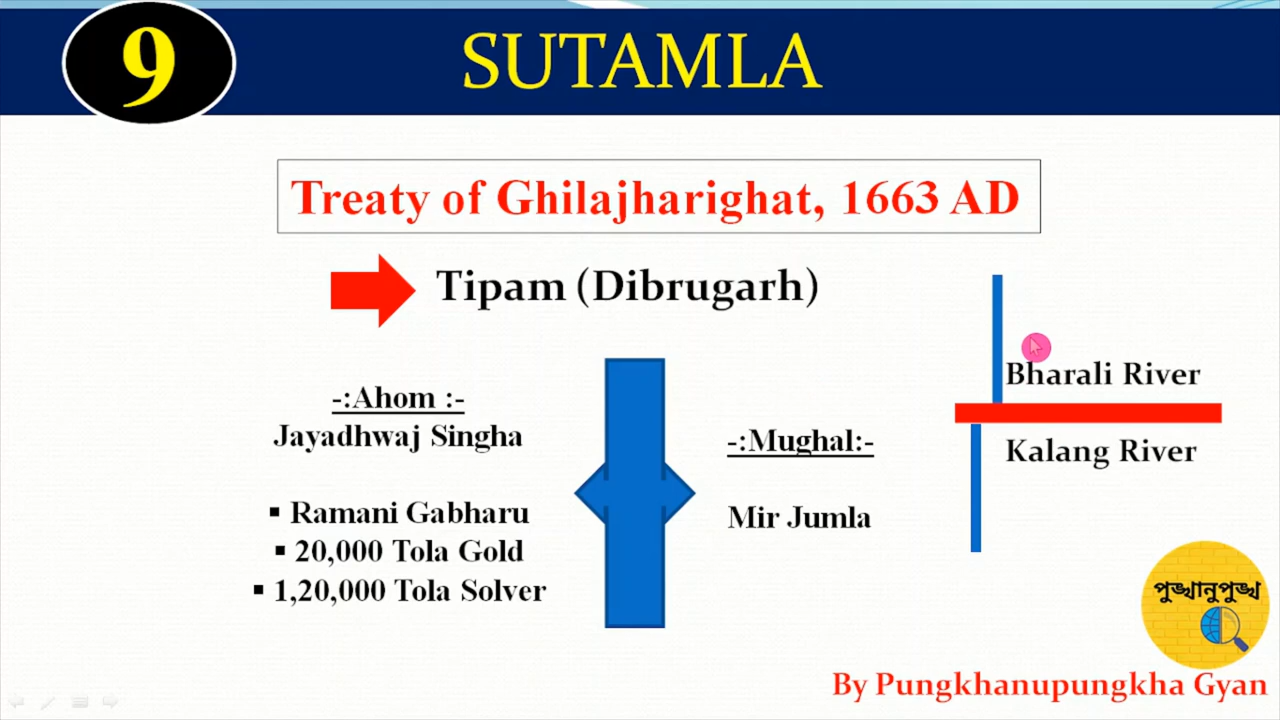 9
SUTAMLA
Treaty of Ghilajharighat, 1663 AD
Tipam (Dibrugarh)
-:Ahom :-
Jayadhwaj Singha
▪ Ramani Gabharu
▪ 20,000 Tola Gold
▪ 1,20,000 Tola Solver
-:Mughal:-
Mir Jumla
Bharali River
Kalang River
পুঙ্খানুপুঙ্খ
By Pungkhanupungkha Gyan